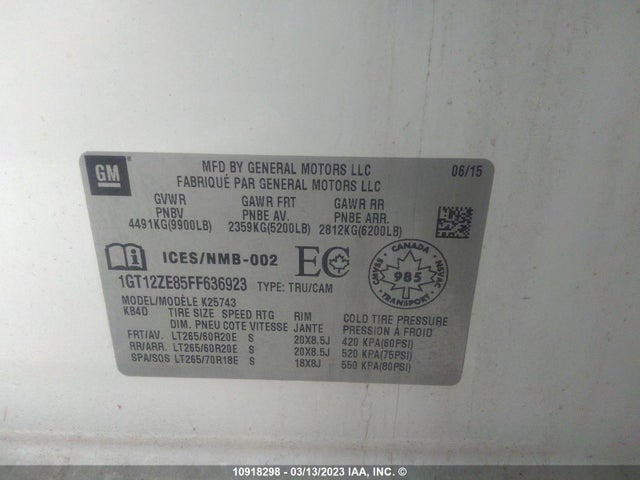 GM
MFD BY GENERAL MOTORS LLC
FABRIQUÉ PAR GENERAL MOTORS LLC
06/15
GVWR GAWR FRT GAWR RR
PNBV PNBE AV. PNBE ARR.
4491KG(9900LB) 2359KG(5200LB) 2812KG(6200LB)
ICES/NMB-002 EC
CANADA
CMVSS 985 NSVAC
TRANSPORT
1GT12ZE85FF636923 TYPE: TRU/CAM
MODEL/MODÈLE K25743
KB4D TIRE SIZE SPEED RTG RIM COLD TIRE PRESSURE
DIM. PNEU COTE VITESSE JANTE PRESSION À FROID
FRT/AV. LT265/60R20E S 20X8.5J 420 KPA(60PSI)
RR/ARR. LT265/60R20E S 20X8.5J 520 KPA(75PSI)
SPA/SOS LT265/70R18E S 18X8J 550 KPA(80PSI)
10918298 - 03/13/2023 IAA, INC. ©